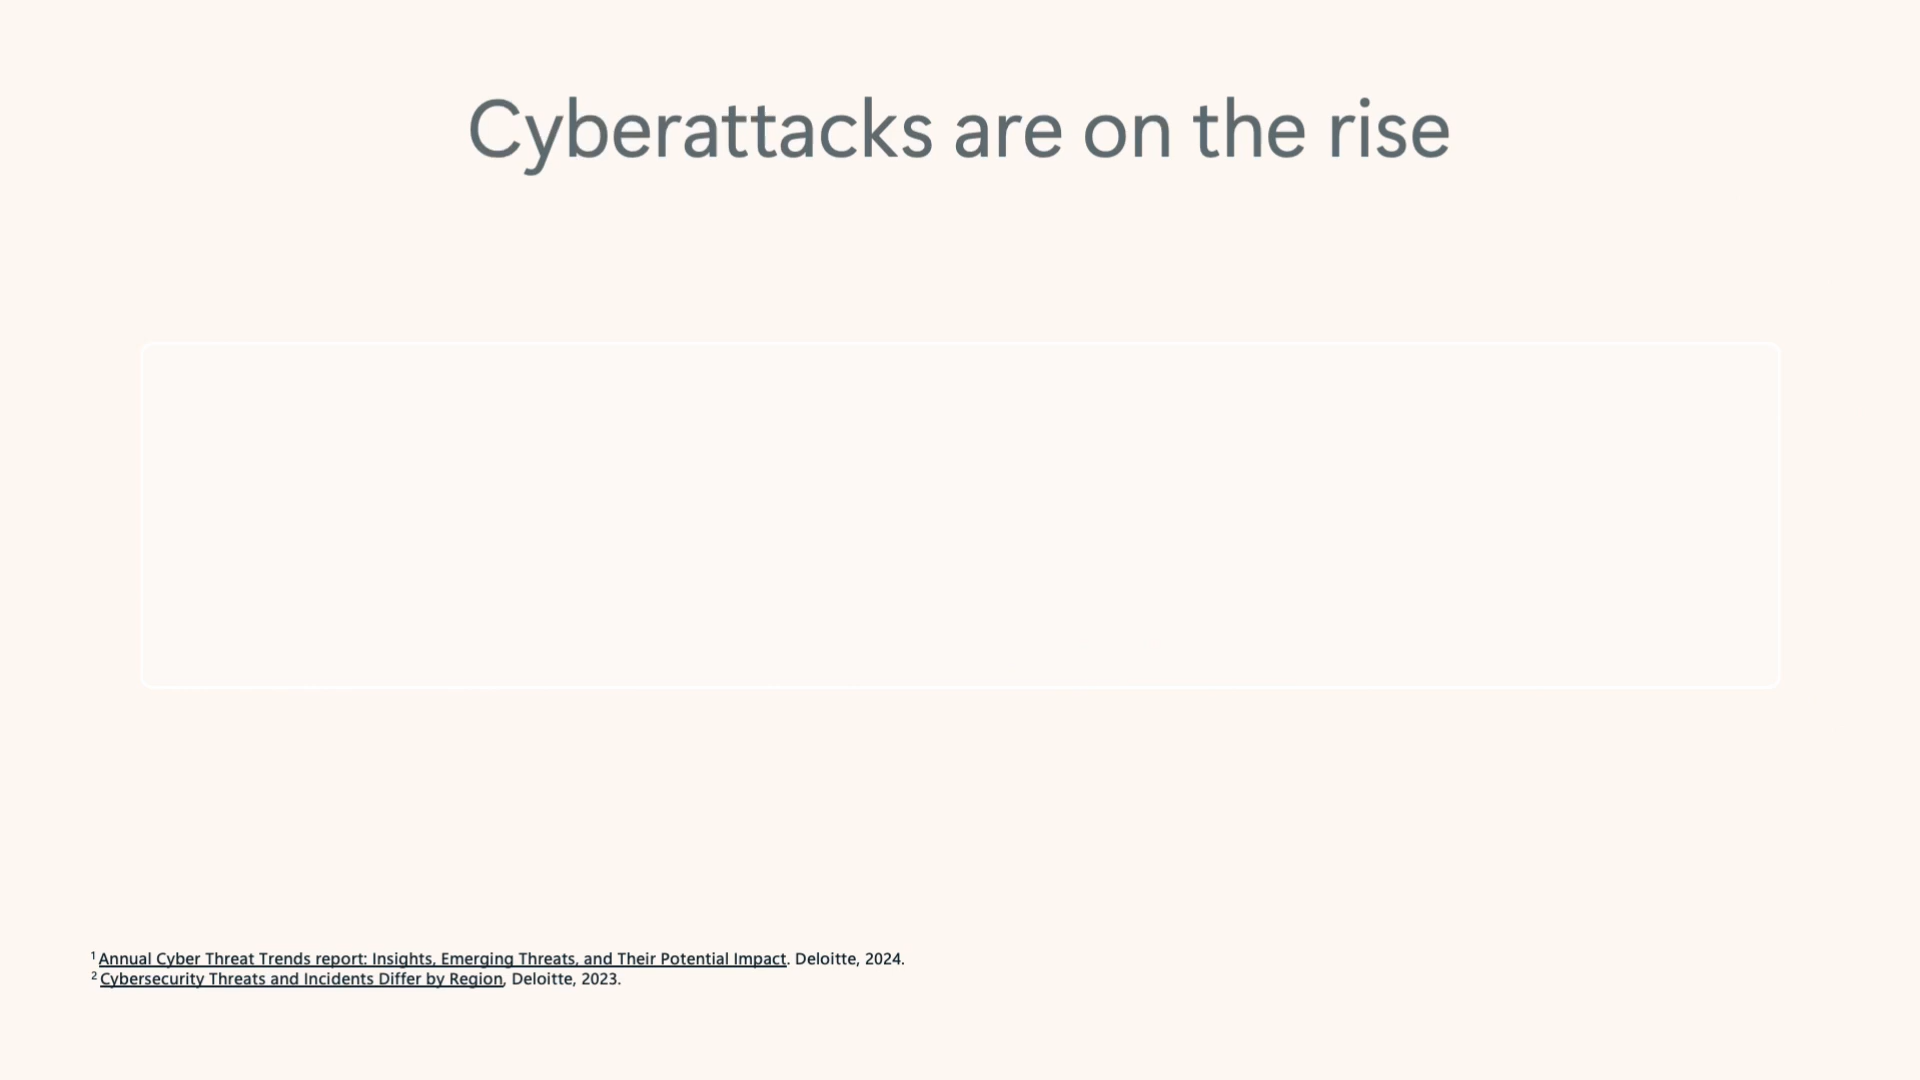 Cyberattacks are on the rise
1 Annual Cyber Threat Trends report: Insights, Emerging Threats, and Their Potential Impact. Deloitte, 2024.
2 Cybersecurity Threats and Incidents Differ by Region, Deloitte, 2023.